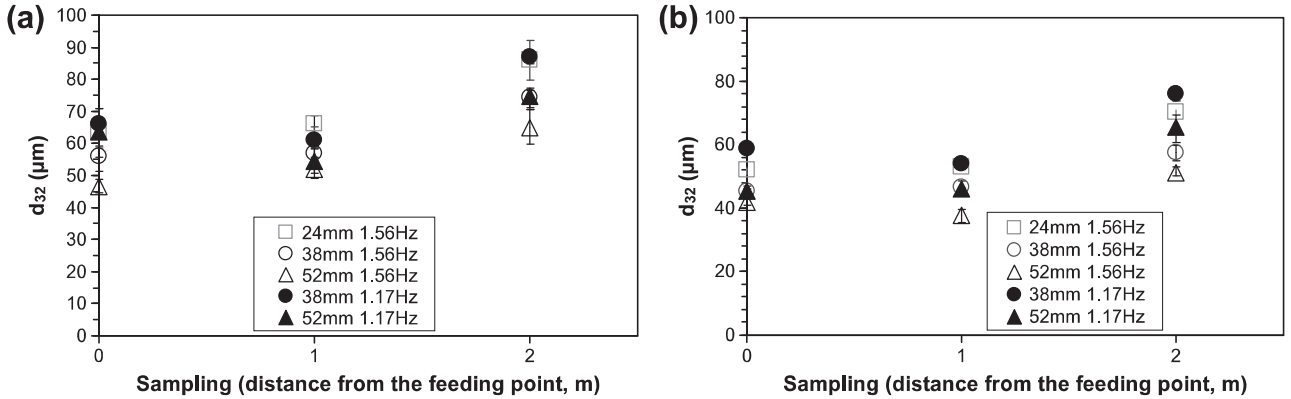 (a)
100
90
80
70
60
50
40
30
20
10
0
d32 (µm)
0 1 2
Sampling (distance from the feeding point, m)
24mm 1.56Hz
38mm 1.56Hz
52mm 1.56Hz
38mm 1.17Hz
52mm 1.17Hz
(b)
100
80
60
40
20
0
d32 (µm)
0 1 2
Sampling (distance from the feeding point, m)
24mm 1.56Hz
38mm 1.56Hz
52mm 1.56Hz
38mm 1.17Hz
52mm 1.17Hz